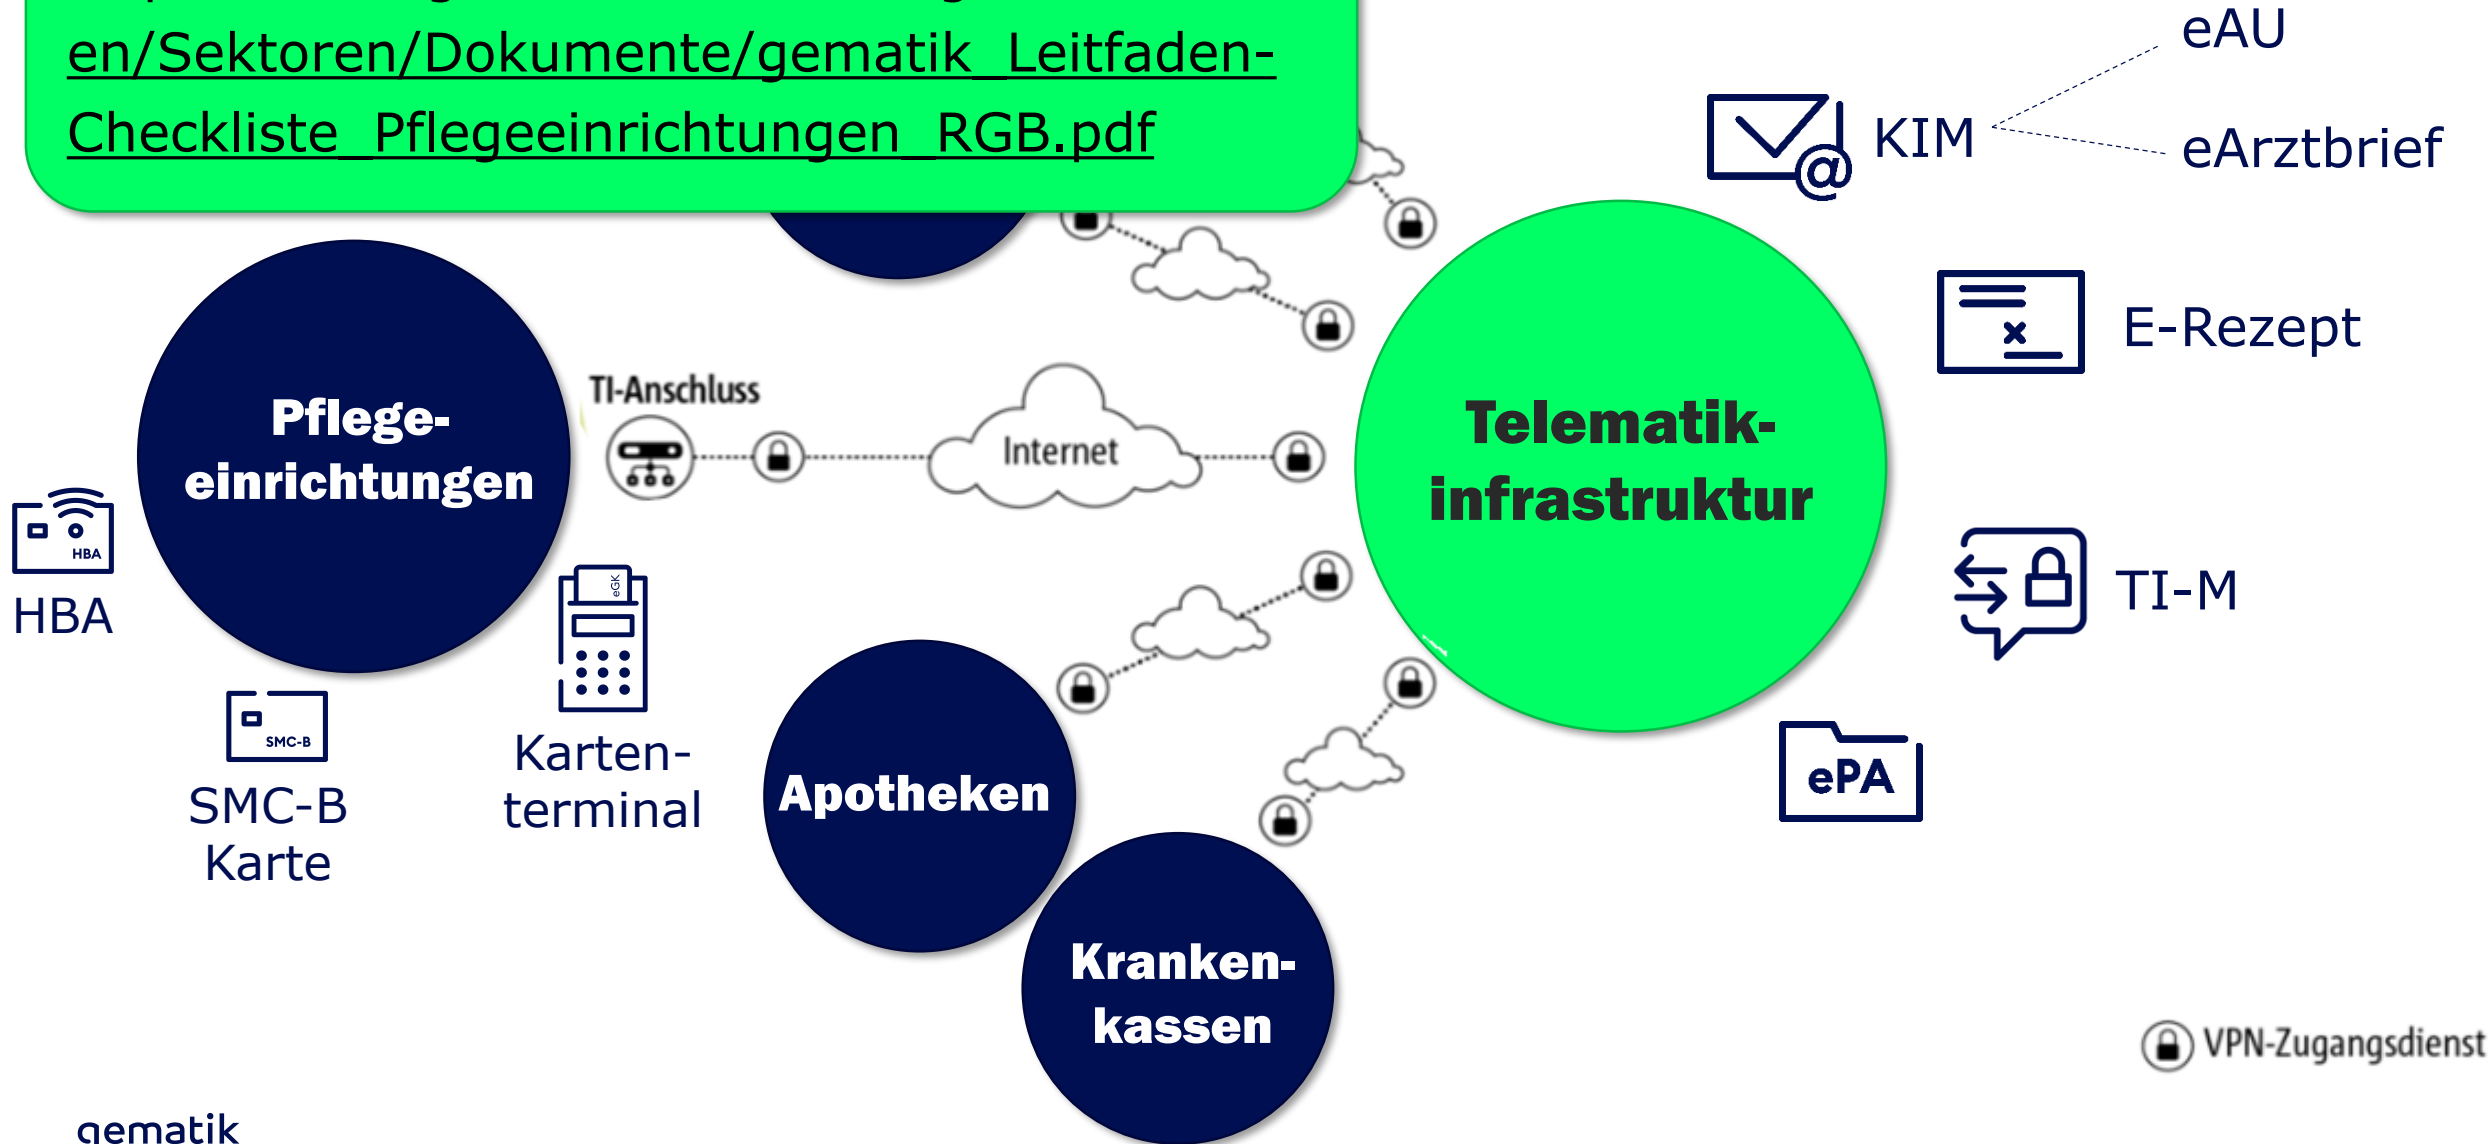 en/Sektoren/Dokumente/gematik_Leitfaden-
Checkliste_Pflegeeinrichtungen_RGB.pdf
eAU
KIM
eArztbrief
E-Rezept
TI-Anschluss
Internet
Pflege-
einrichtungen
Telematik-
infrastruktur
HBA
HBA
eGK
TI-M
SMC-B
SMC-B
Karte
Karten-
terminal
Apotheken
ePA
Kranken-
kassen
VPN-Zugangsdienst
gematik